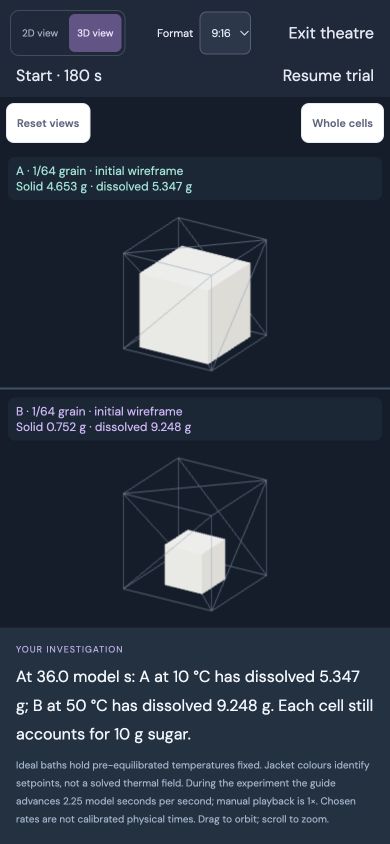 2D view
3D view
Format
9:16
Exit theatre
Start · 180 s
Resume trial
Reset views
Whole cells
A · 1/64 grain · initial wireframe
Solid 4.653 g · dissolved 5.347 g
B · 1/64 grain · initial wireframe
Solid 0.752 g · dissolved 9.248 g
YOUR INVESTIGATION
At 36.0 model s: A at 10 °C has dissolved 5.347
g; B at 50 °C has dissolved 9.248 g. Each cell still
accounts for 10 g sugar.
Ideal baths hold pre-equilibrated temperatures fixed. Jacket colours identify
setpoints, not a solved thermal field. During the experiment the guide
advances 2.25 model seconds per second; manual playback is 1×. Chosen
rates are not calibrated physical times. Drag to orbit; scroll to zoom.